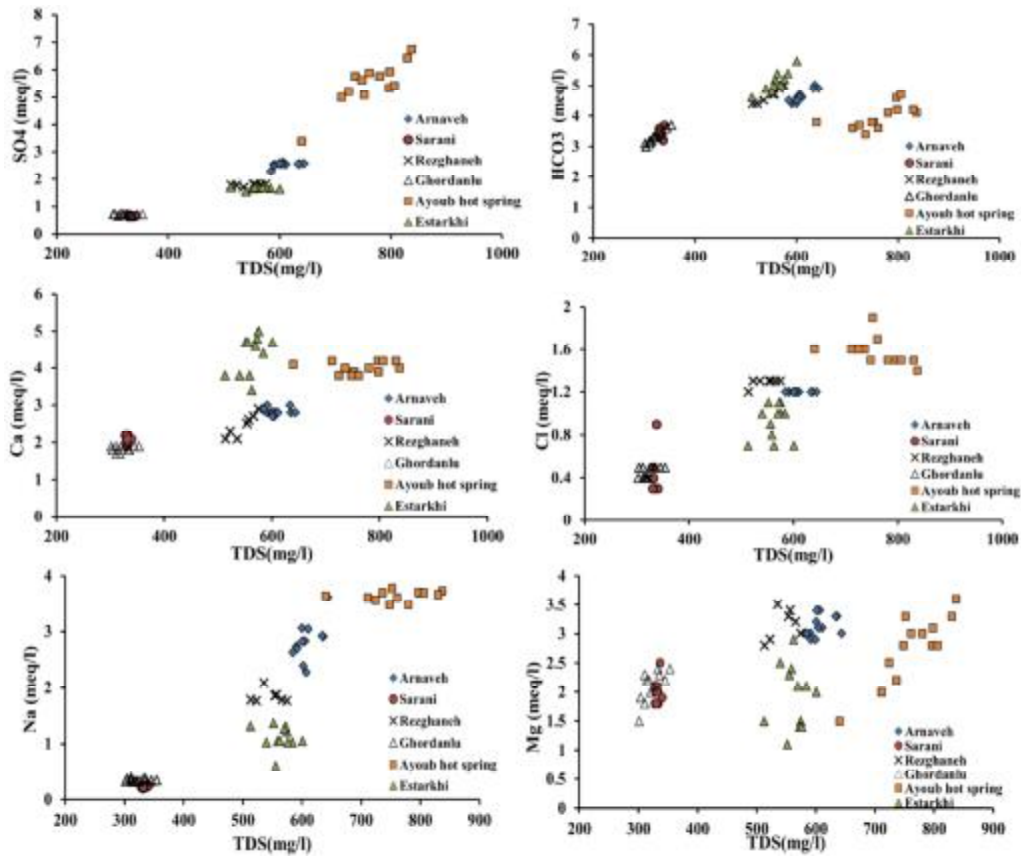 8
7
6
5
4
3
2
1
0
SO4 (meq/l)
200
400
600
800
1000
TDS(mg/l)
Arnaveh
Sarani
Rezghaneh
Ghordanlu
Ayoub hot spring
Estarkhi
7
6
5
4
3
2
1
HCO3 (meq/l)
200
400
600
800
1000
TDS(mg/l)
Arnaveh
Sarani
Rezghaneh
Ghordanlu
Ayoub hot spring
Estarkhi
6
5
4
3
2
1
0
Ca (meq/l)
200
400
600
800
1000
TDS(mg/l)
Arnaveh
Sarani
Rezghaneh
Ghordanlu
Ayoub hot spring
Estarkhi
2
1.6
1.2
0.8
0.4
0
Cl (meq/l)
200
400
600
800
1000
TDS(mg/l)
Arnaveh
Sarani
Rezghaneh
Ghordanlu
Ayoub hot spring
Estarkhi
4
3
2
1
0
Na (meq/l)
200
300
400
500
600
700
800
900
TDS(mg/l)
Arnaveh
Sarani
Rezghaneh
Ghordanlu
Ayoub hot spring
Estarkhi
4
3.5
3
2.5
2
1.5
1
0.5
0
Mg (meq/l)
200
300
400
500
600
700
800
900
TDS(mg/l)
Arnaveh
Sarani
Rezghaneh
Ghordanlu
Ayoub hot spring
Estarkhi